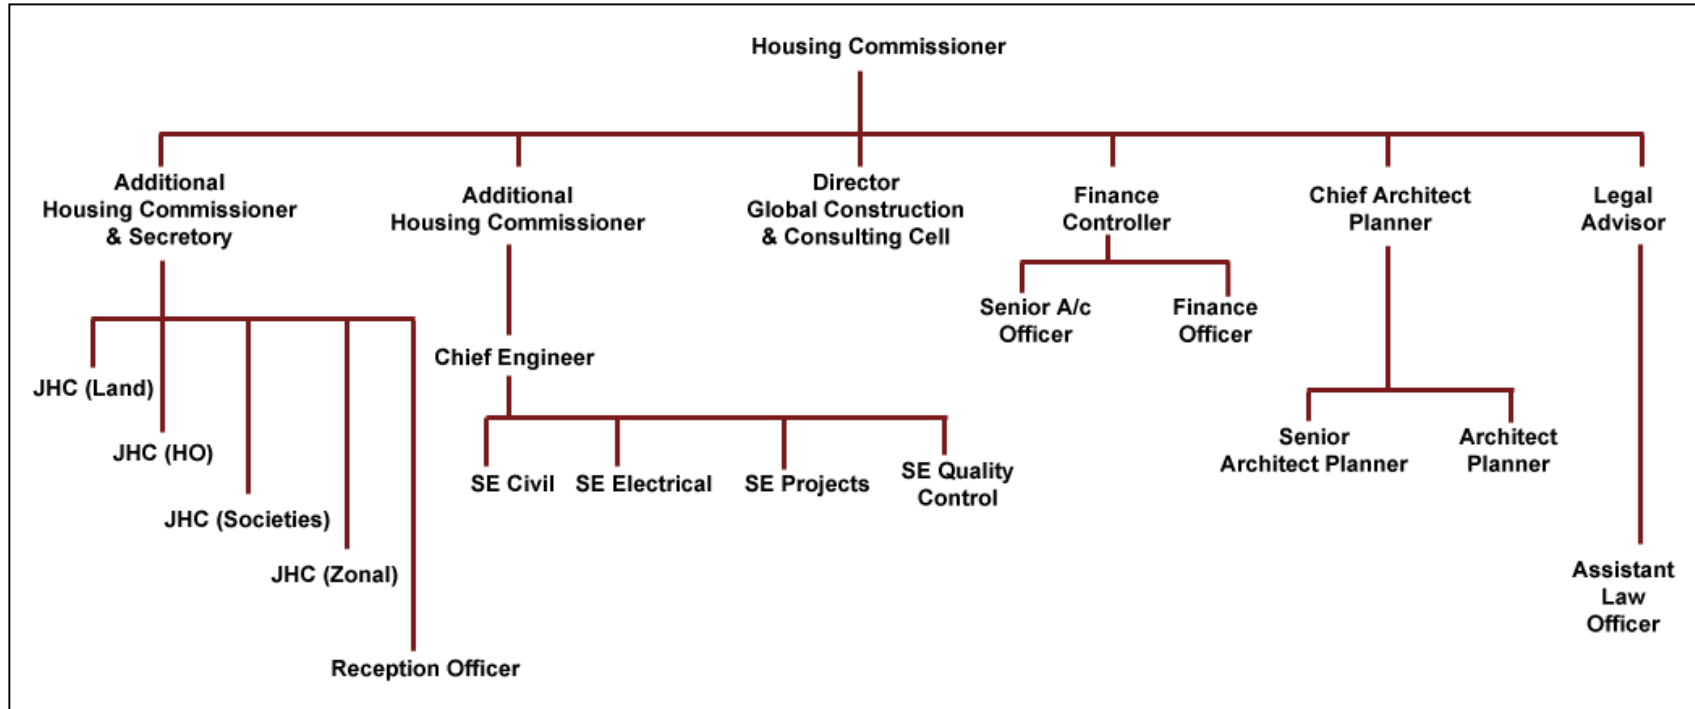 Housing Commissioner
Additional
Housing Commissioner
& Secretory
Additional
Housing Commissioner
Director
Global Construction
& Consulting Cell
Finance
Controller
Chief Architect
Planner
Legal
Advisor
Senior A/c
Officer
Finance
Officer
Chief Engineer
JHC (Land)
JHC (HO)
JHC (Societies)
JHC (Zonal)
Reception Officer
SE Civil
SE Electrical
SE Projects
SE Quality
Control
Senior
Architect Planner
Architect
Planner
Assistant
Law
Officer